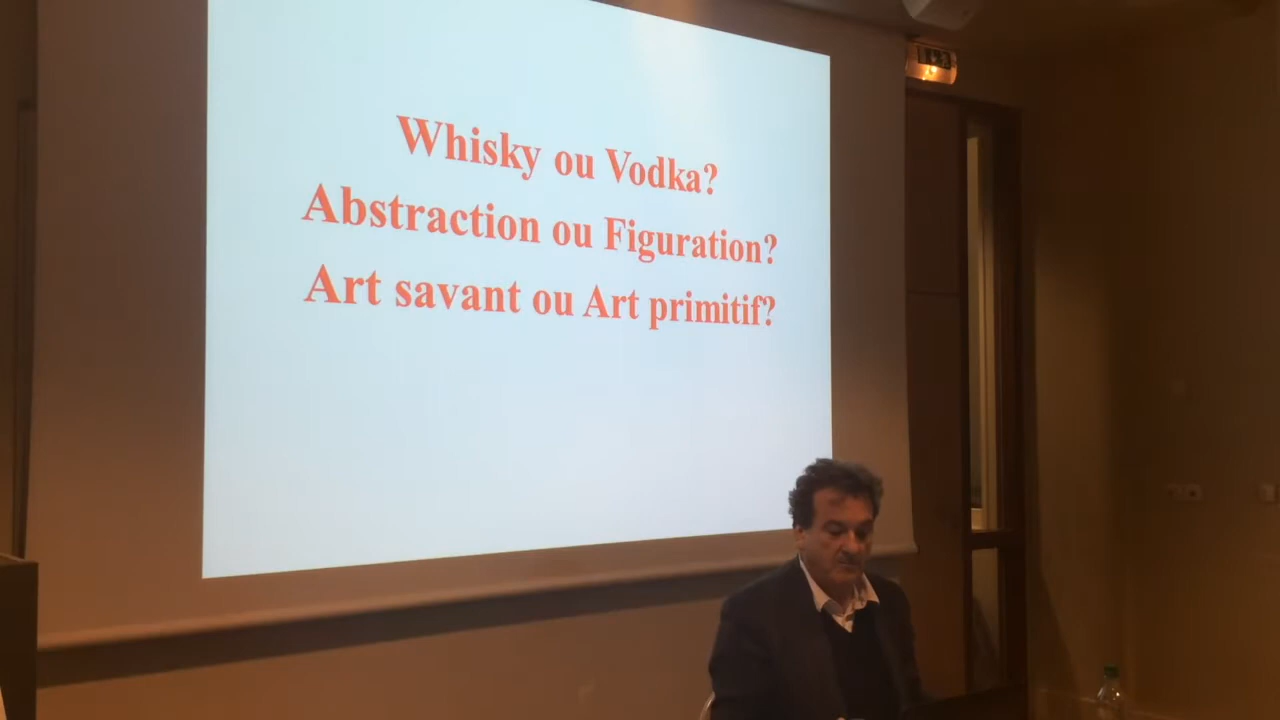 Whisky ou Vodka?
Abstraction ou Figuration?
Art savant ou Art primitif?